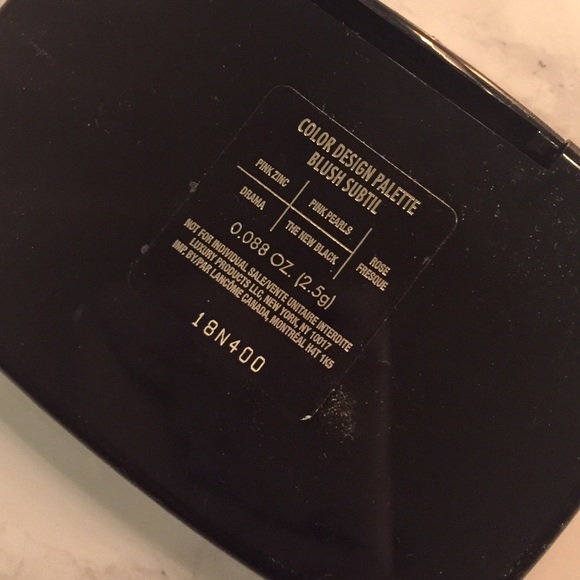 COLOR DESIGN PALETTE
BLUSH SUBTIL
PINK ZINC
PINK PEARLS
DRAMA
THE NEW BLACK
ROSE
FRESQUE
0.088 OZ. (2.5g)
NOT FOR INDIVIDUAL SALE/VENTE UNITAIRE INTERDITE
LUXURY PRODUCTS LLC, NEW YORK, NY 10017
IMP. BY/PAR LANCÔME CANADA, MONTRÉAL H4T 1K5
18N400